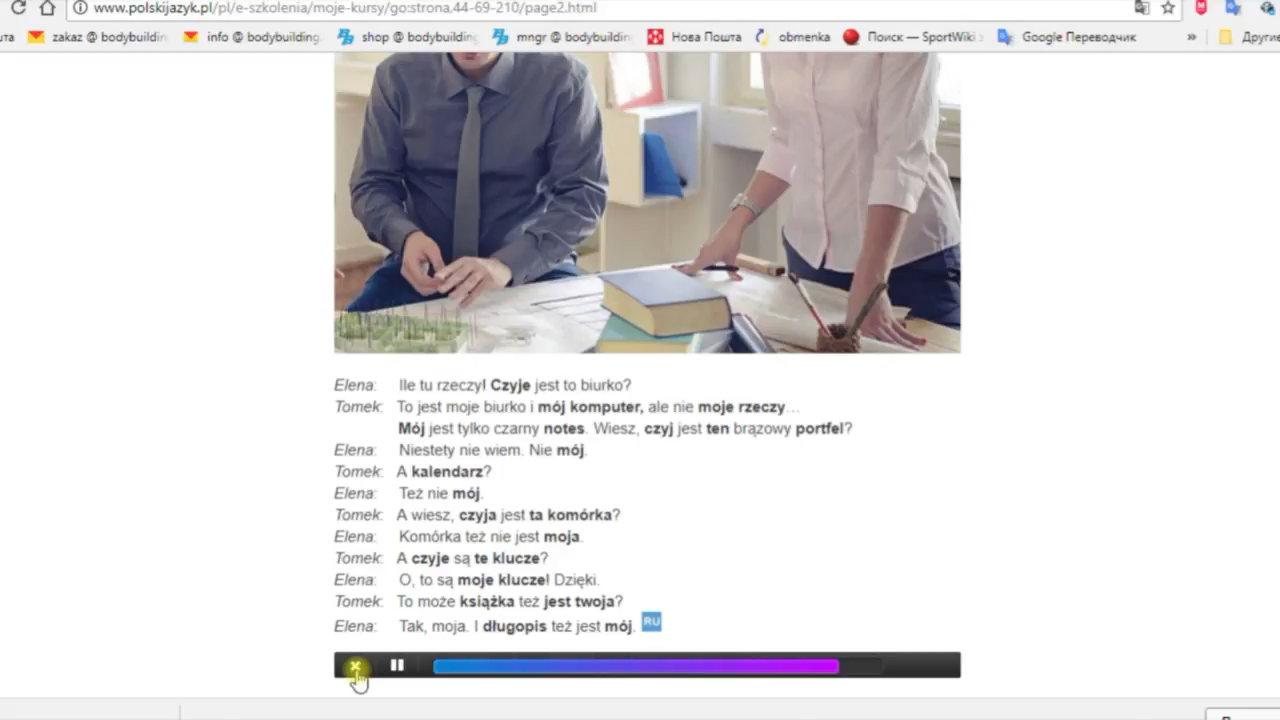 www.polskijazyk.pl/pl/e-szkolenia/moje-kursy/go:strona,44-69-210/page2.html
та zakaz @ bodybuildin info @ bodybuilding. shop @ bodybuilding mngr @ bodybuildin Нова Пошта obmenka Поиск — SportWiki Google Переводчик » Другие
Elena: Ile tu rzeczy! Czyje jest to biurko?
Tomek: To jest moje biurko i mój komputer, ale nie moje rzeczy…
Mój jest tylko czarny notes. Wiesz, czyj jest ten brązowy portfel?
Elena: Niestety nie wiem. Nie mój.
Tomek: A kalendarz?
Elena: Też nie mój.
Tomek: A wiesz, czyja jest ta komórka?
Elena: Komórka też nie jest moja.
Tomek: A czyje są te klucze?
Elena: O, to są moje klucze! Dzięki.
Tomek: To może książka też jest twoja?
Elena: Tak, moja. I długopis też jest mój. RU